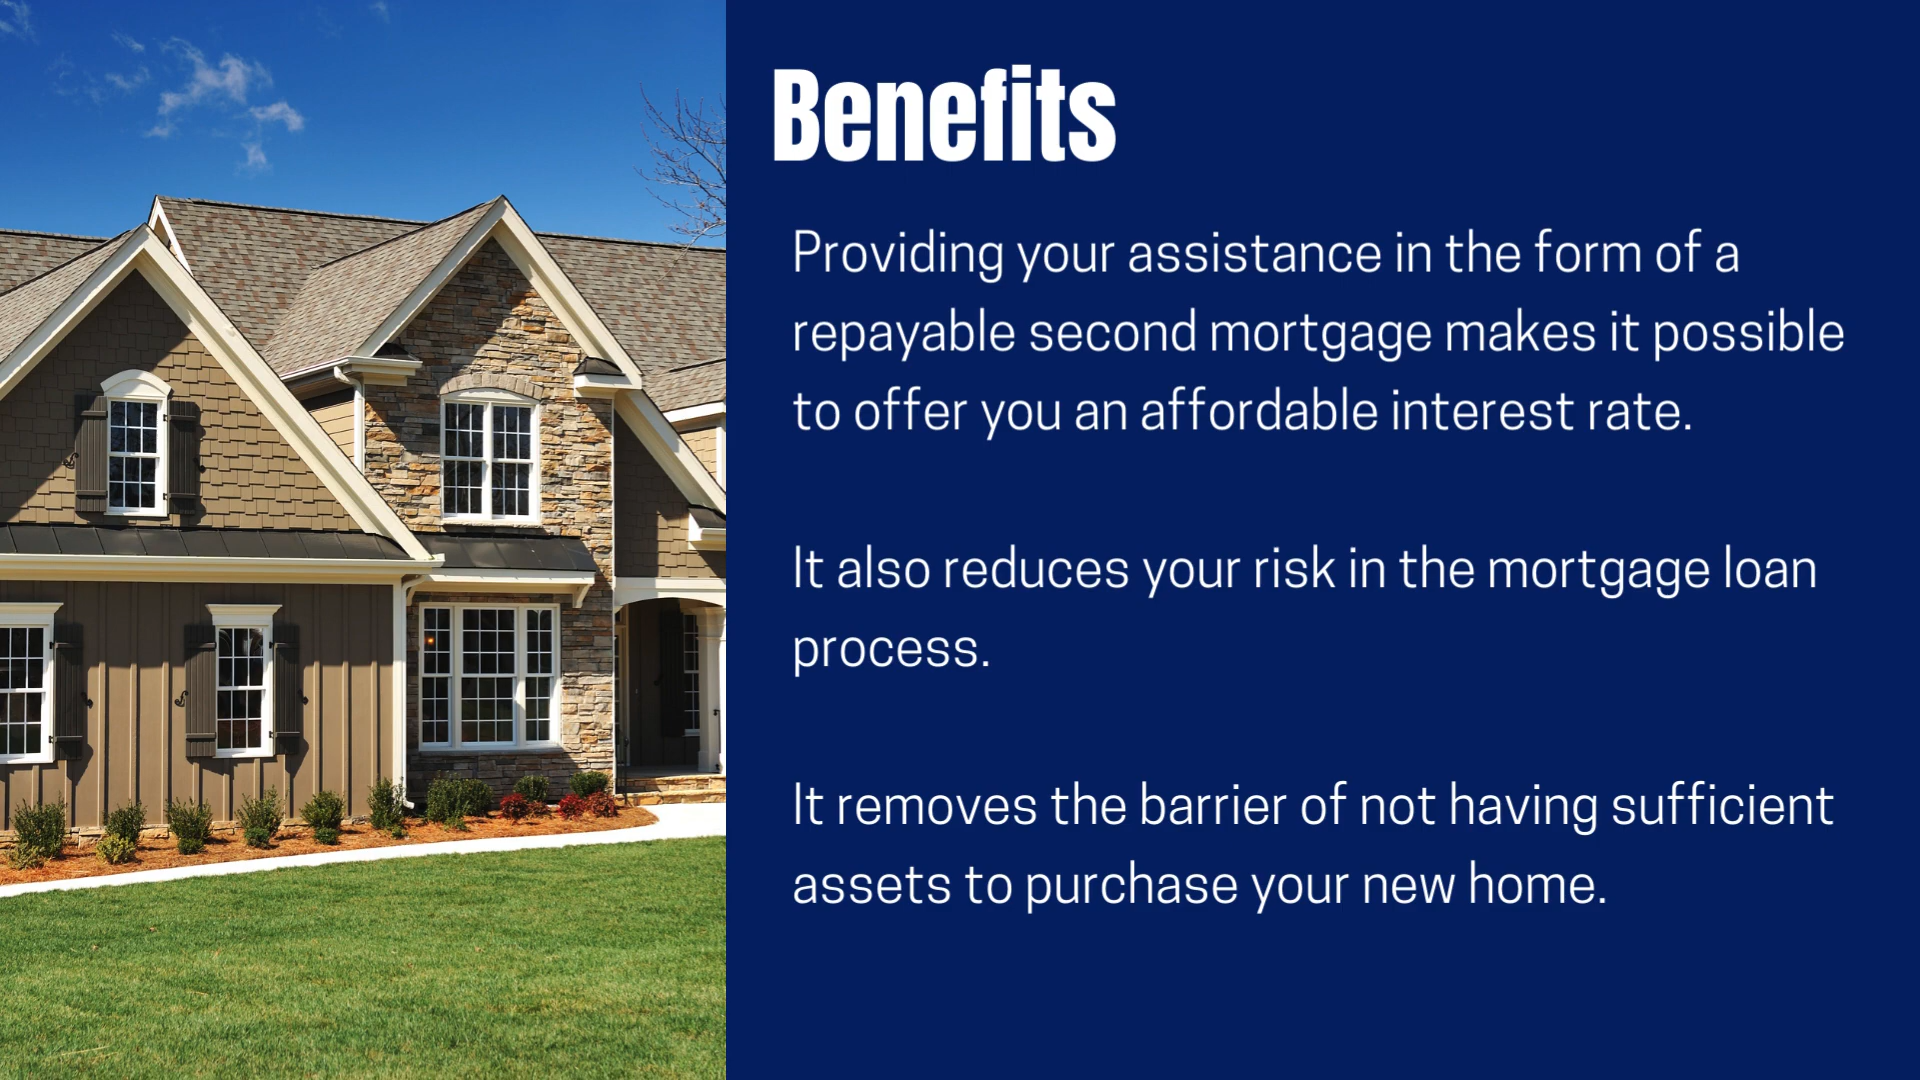 Benefits
Providing your assistance in the form of a
repayable second mortgage makes it possible
to offer you an affordable interest rate.
It also reduces your risk in the mortgage loan
process.
It removes the barrier of not having sufficient
assets to purchase your new home.